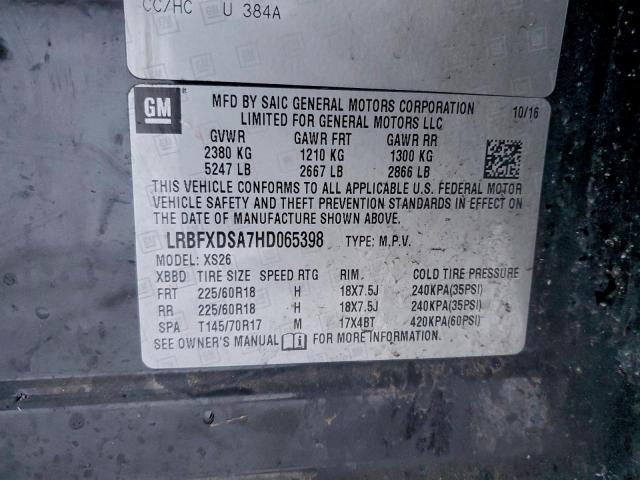 CC/HC U 384A
GM
MFD BY SAIC GENERAL MOTORS CORPORATION
LIMITED FOR GENERAL MOTORS LLC
10/16
GVWR GAWR FRT GAWR RR
2380 KG 1210 KG 1300 KG
5247 LB 2667 LB 2866 LB
THIS VEHICLE CONFORMS TO ALL APPLICABLE U.S. FEDERAL MOTOR
VEHICLE SAFETY AND THEFT PREVENTION STANDARDS IN EFFECT ON
THE DATE OF MANUFACTURE SHOWN ABOVE.
LRBFXDSA7HD065398 TYPE: M.P.V.
MODEL: XS26
XBBD TIRE SIZE SPEED RTG RIM. COLD TIRE PRESSURE
FRT 225/60R18 H 18X7.5J 240KPA(35PSI)
RR 225/60R18 H 18X7.5J 240KPA(35PSI)
SPA T145/70R17 M 17X4BT 420KPA(60PSI)
SEE OWNER'S MANUAL FOR MORE INFORMATION.